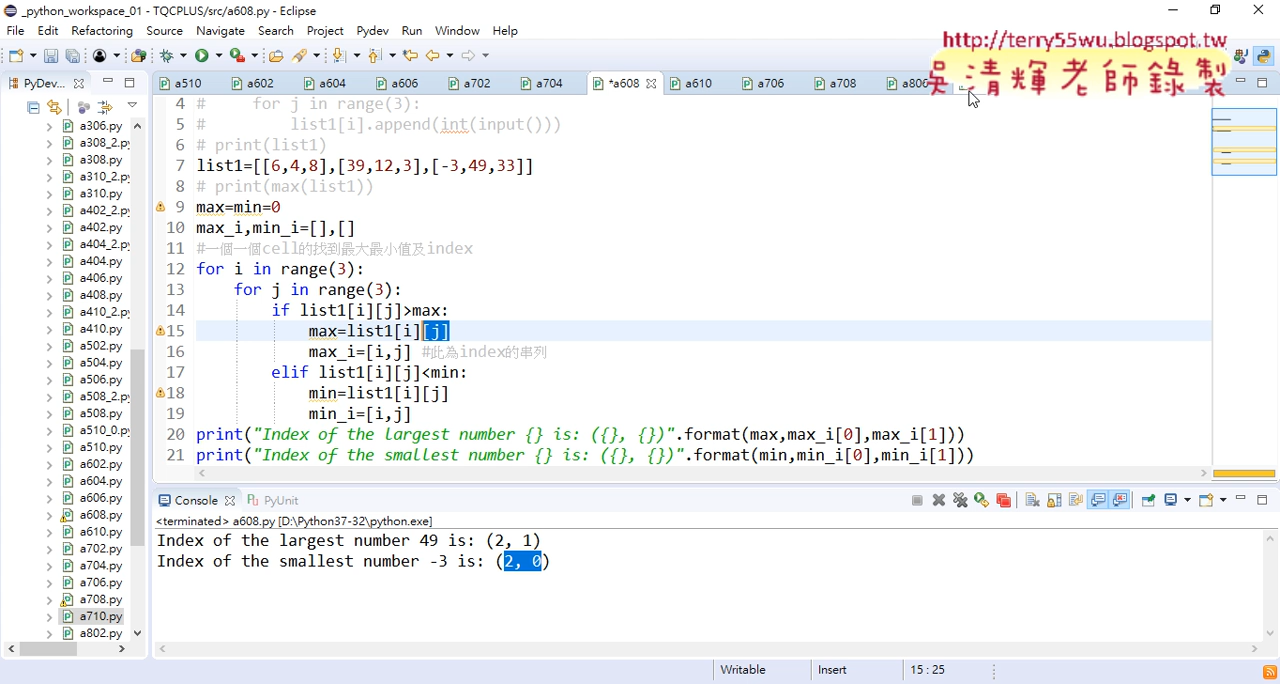 _python_workspace_01 - TQCPLUS/src/a608.py - Eclipse
File Edit Refactoring Source Navigate Search Project Pydev Run Window Help
http://terry55wu.blogspot.tw
吳清輝老師錄製
PyDev...
a510 a602 a604 a606 a702 a704 *a608 a610 a706 a708 a806
a306.py
a308_2.py
a308.py
a310_2.py
a310.py
a402_2.py
a402.py
a404_2.py
a404.py
a406.py
a408.py
a410_2.py
a410.py
a502.py
a504.py
a506.py
a508_2.py
a508.py
a510_0.py
a510.py
a602.py
a604.py
a606.py
a608.py
a610.py
a702.py
a704.py
a706.py
a708.py
a710.py
a802.py
4 #     for j in range(3):
5 #         list1[i].append(int(input()))
6 # print(list1)
7 list1=[[6,4,8],[39,12,3],[-3,49,33]]
8 # print(max(list1))
9 max=min=0
10 max_i,min_i=[],[]
11 #一個一個cell的找到最大最小值及index
12 for i in range(3):
13     for j in range(3):
14         if list1[i][j]>max:
15             max=list1[i][j]
16             max_i=[i,j] #此為index的串列
17         elif list1[i][j]<min:
18             min=list1[i][j]
19             min_i=[i,j]
20 print("Index of the largest number {} is: ({}, {})".format(max,max_i[0],max_i[1]))
21 print("Index of the smallest number {} is: ({}, {})".format(min,min_i[0],min_i[1]))
Console PyUnit
<terminated> a608.py [D:\Python37-32\python.exe]
Index of the largest number 49 is: (2, 1)
Index of the smallest number -3 is: (2, 0)
Writable Insert 15 : 25